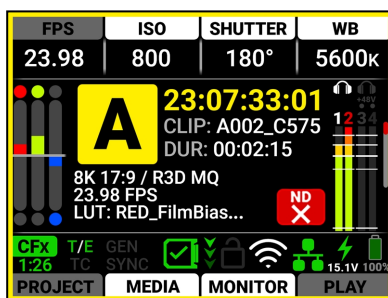 FPS ISO SHUTTER WB
23.98 800 180° 5600K
23:07:33:01
+48V
A
CLIP: A002_C575
1 2 3 4
DUR: 00:02:15
8K 17:9 / R3D MQ
23.98 FPS
LUT: RED_FilmBias...
ND
CFx T/E GEN
1:26 TC SYNC
15.1V 100%
PROJECT MEDIA MONITOR PLAY